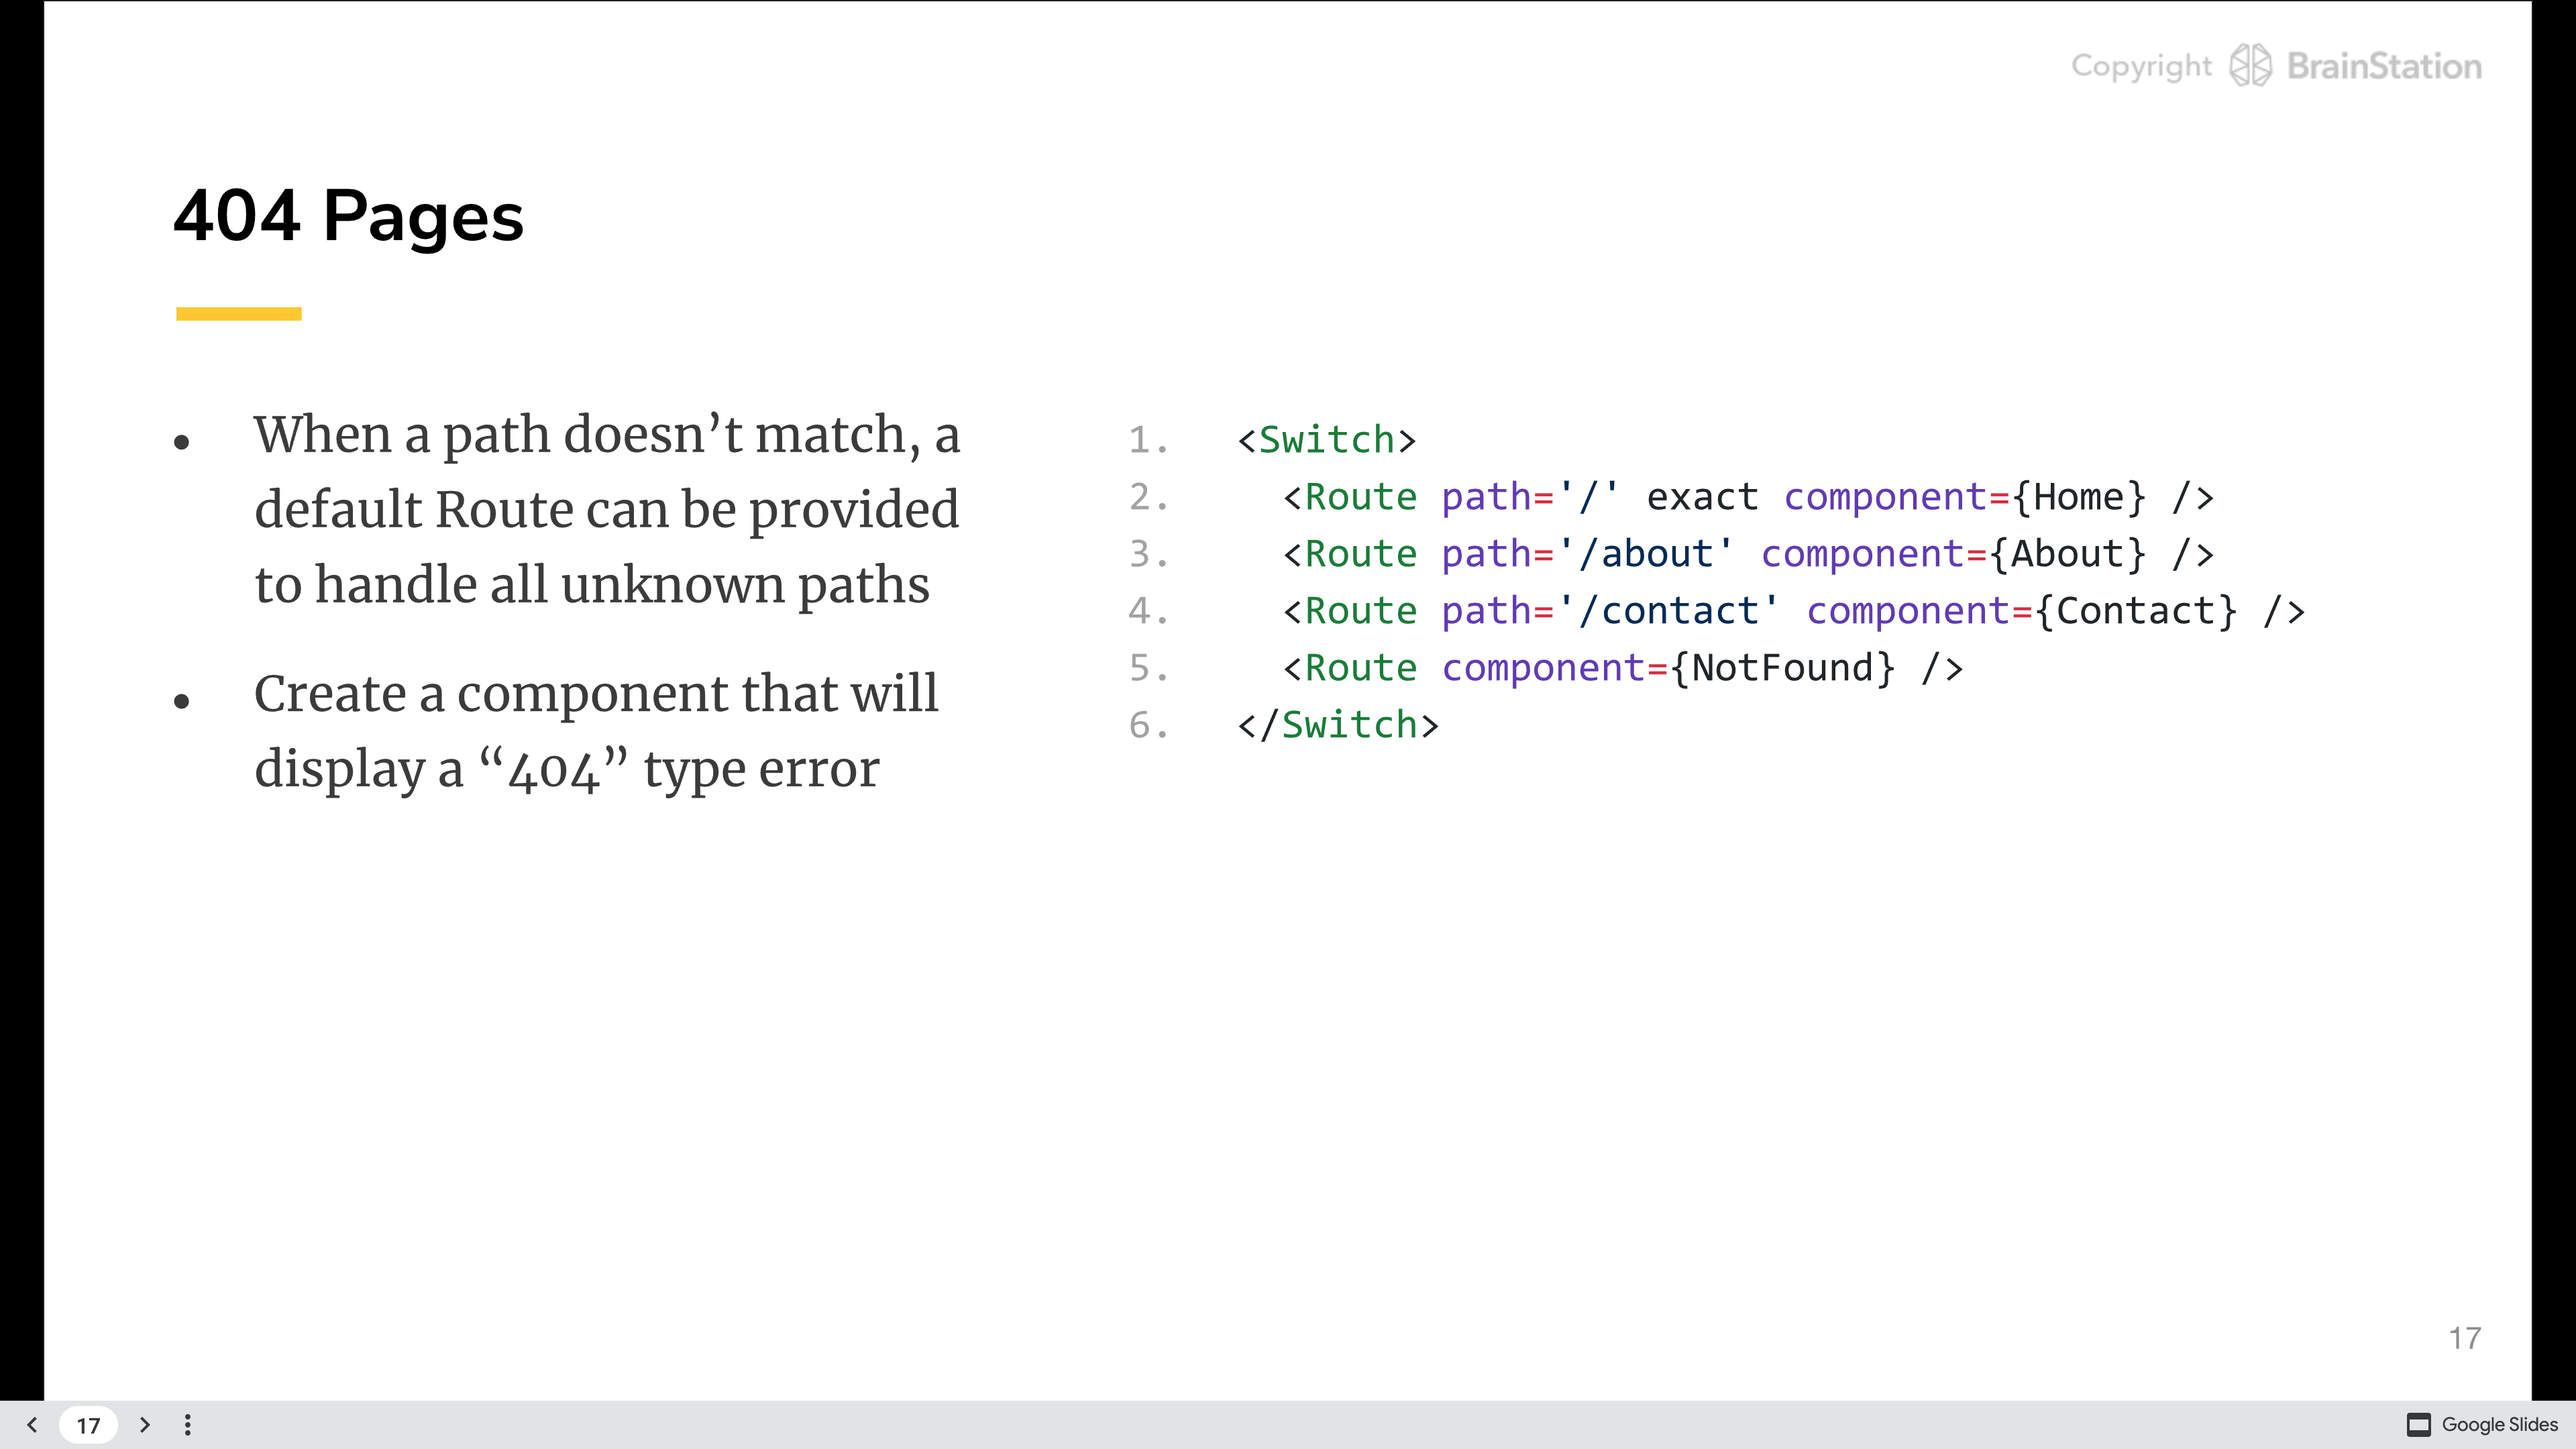 Copyright BrainStation
404 Pages
● When a path doesn’t match, a
default Route can be provided
to handle all unknown paths
● Create a component that will
display a “404” type error
1. <Switch>
2.   <Route path='/' exact component={Home} />
3.   <Route path='/about' component={About} />
4.   <Route path='/contact' component={Contact} />
5.   <Route component={NotFound} />
6. </Switch>
17
17
Google Slides